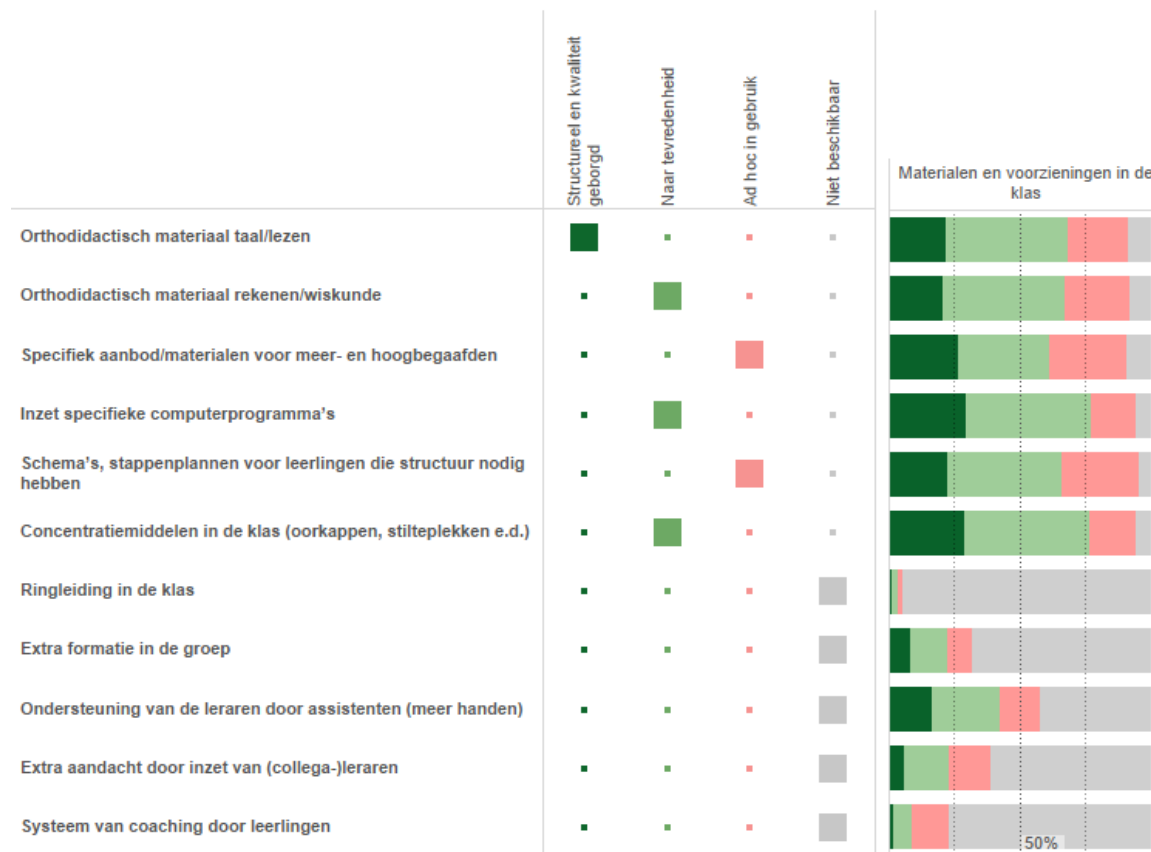 Structureel en kwaliteit
geborgd
Naar tevredenheid
Ad hoc in gebruik
Niet beschikbaar
Materialen en voorzieningen in de
klas
Orthodidactisch materiaal taal/lezen
Orthodidactisch materiaal rekenen/wiskunde
Specifiek aanbod/materialen voor meer- en hoogbegaafden
Inzet specifieke computerprogramma's
Schema's, stappenplannen voor leerlingen die structuur nodig
hebben
Concentratiemiddelen in de klas (oorkappen, stilteplekken e.d.)
Ringleiding in de klas
Extra formatie in de groep
Ondersteuning van de leraren door assistenten (meer handen)
Extra aandacht door inzet van (collega-)leraren
Systeem van coaching door leerlingen
50%